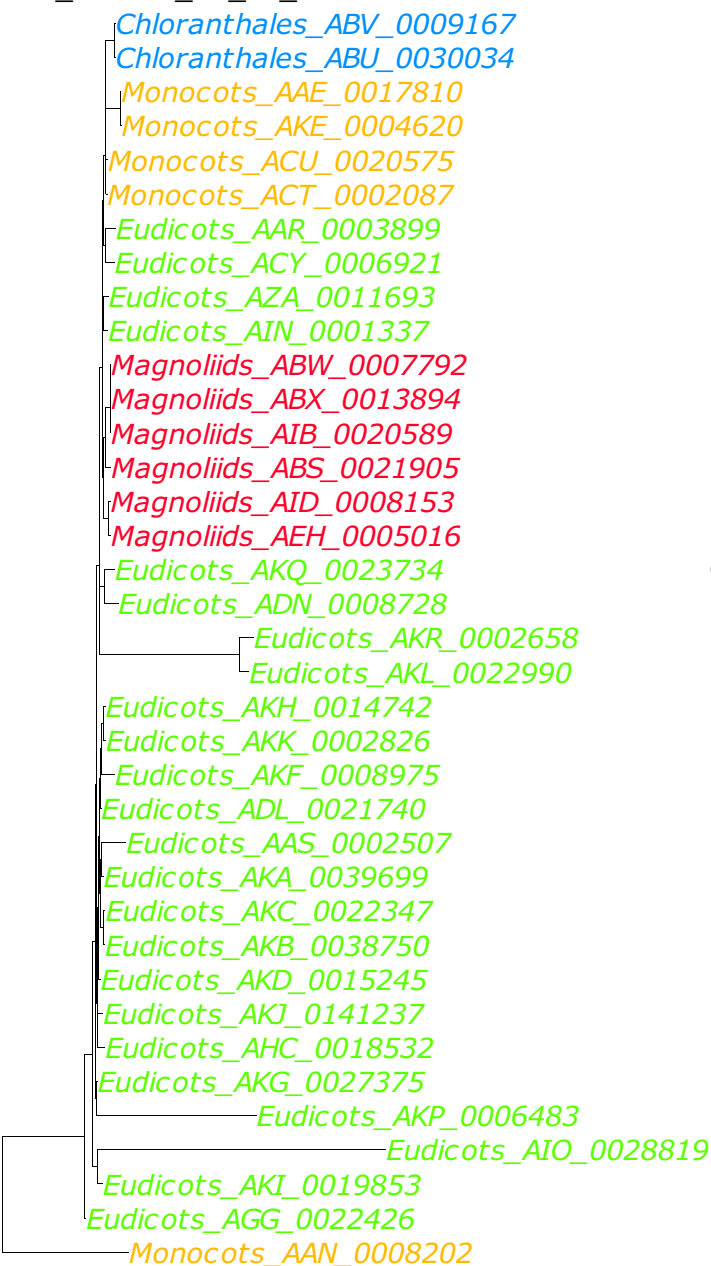 Chloranthales_ABV_0009167
Chloranthales_ABU_0030034
Monocots_AAE_0017810
Monocots_AKE_0004620
Monocots_ACU_0020575
Monocots_ACT_0002087
Eudicots_AAR_0003899
Eudicots_ACY_0006921
Eudicots_AZA_0011693
Eudicots_AIN_0001337
Magnoliids_ABW_0007792
Magnoliids_ABX_0013894
Magnoliids_AIB_0020589
Magnoliids_ABS_0021905
Magnoliids_AID_0008153
Magnoliids_AEH_0005016
Eudicots_AKQ_0023734
Eudicots_ADN_0008728
Eudicots_AKR_0002658
Eudicots_AKL_0022990
Eudicots_AKH_0014742
Eudicots_AKK_0002826
Eudicots_AKF_0008975
Eudicots_ADL_0021740
Eudicots_AAS_0002507
Eudicots_AKA_0039699
Eudicots_AKC_0022347
Eudicots_AKB_0038750
Eudicots_AKD_0015245
Eudicots_AKJ_0141237
Eudicots_AHC_0018532
Eudicots_AKG_0027375
Eudicots_AKP_0006483
Eudicots_AIO_0028819
Eudicots_AKI_0019853
Eudicots_AGG_0022426
Monocots_AAN_0008202